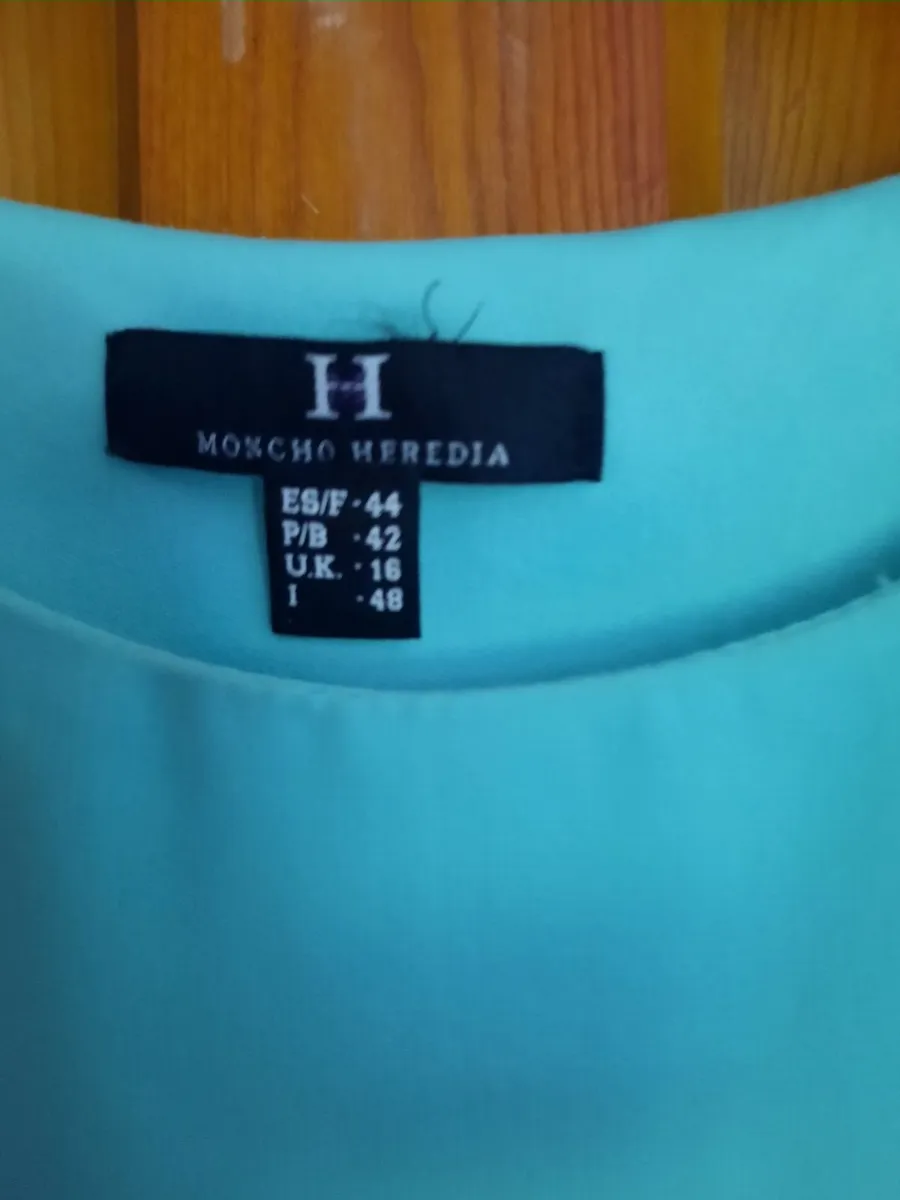 H
MONCHO HEREDIA
ES/F · 44
P/B · 42
U.K. · 16
I · 48